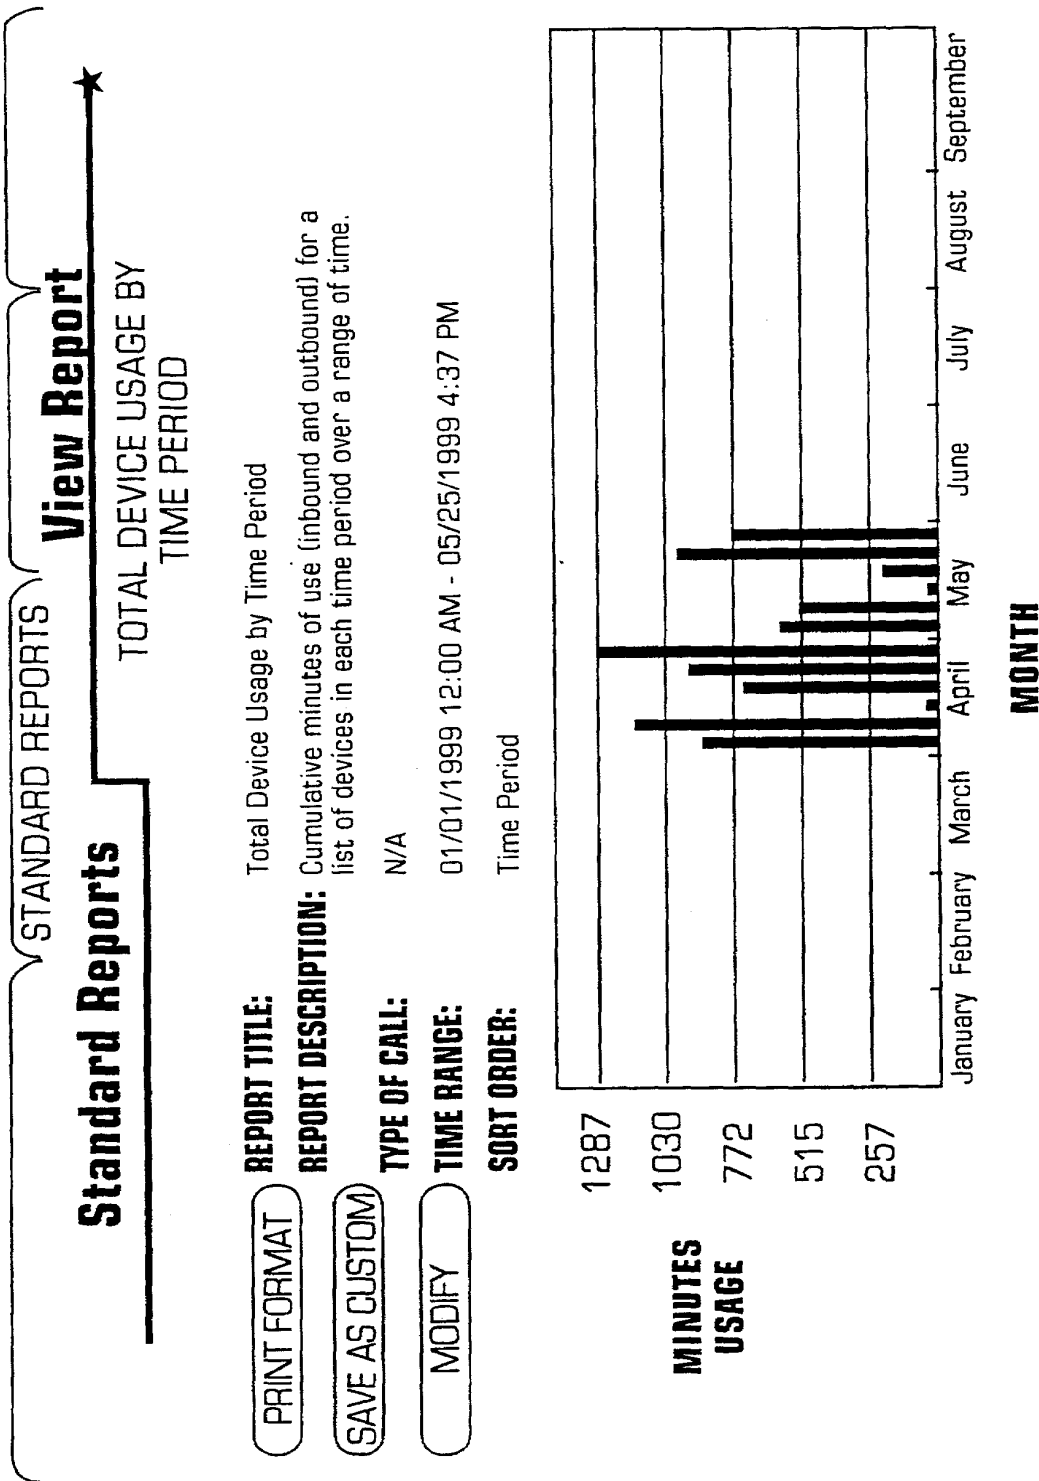 STANDARD REPORTS
Standard Reports
View Report
TOTAL DEVICE USAGE BY
TIME PERIOD
PRINT FORMAT
SAVE AS CUSTOM
MODIFY
REPORT TITLE: Total Device Usage by Time Period
REPORT DESCRIPTION: Cumulative minutes of use (inbound and outbound) for a
list of devices in each time period over a range of time.
TYPE OF CALL: N/A
TIME RANGE: 01/01/1999 12:00 AM - 05/25/1999 4:37 PM
SORT ORDER: Time Period
MINUTES
USAGE
1287
1030
772
515
257
January February March April May June July August September
MONTH